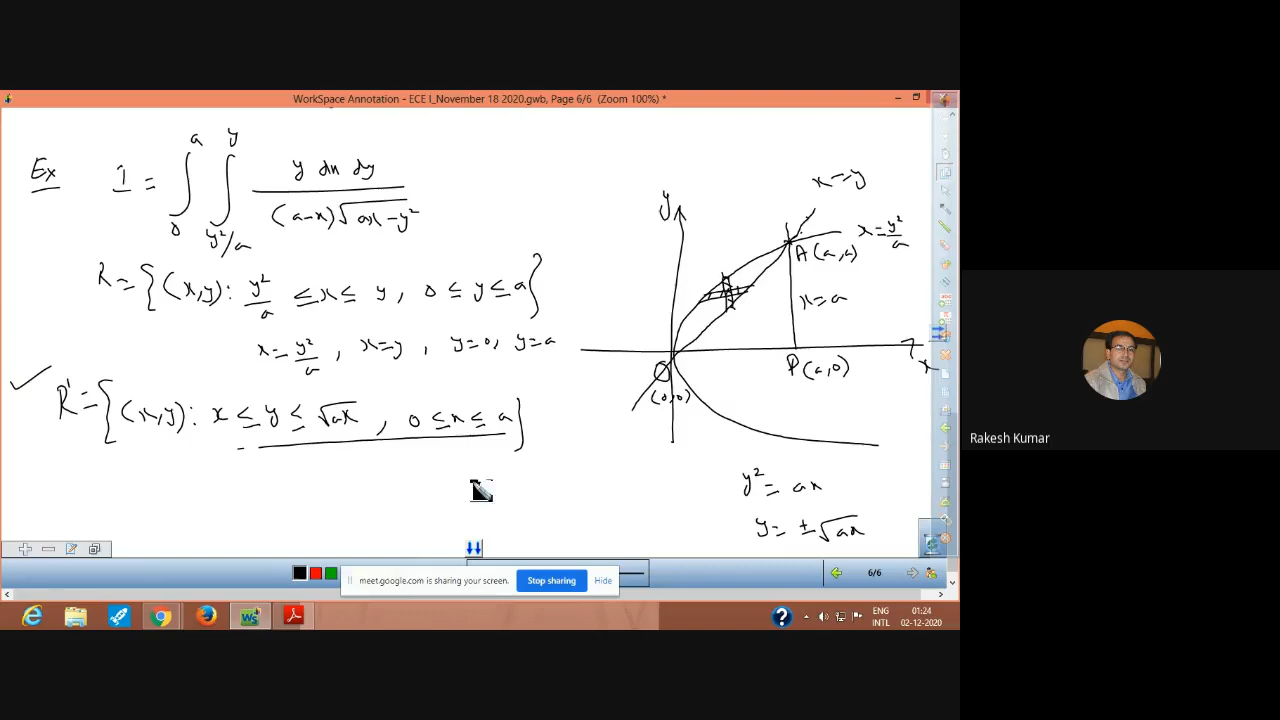 WorkSpace Annotation - ECE I_November 18 2020.gwb, Page 6/6 (Zoom 100%) *
Ex I = ∫₀^a ∫_{y²/a}^y y dx dy / (a-x)√ax-y²
R = {(x,y): y²/a ≤ x ≤ y, 0 ≤ y ≤ a}
x = y²/a, x=y, y=0, y=a
R' = {(x,y): x ≤ y ≤ √ax, 0 ≤ x ≤ a}
y
x=y
x = y²/a
A(a,a)
x=a
P(a,0)
x
O
(0,0)
y² = ax
y = ±√ax
Rakesh Kumar
6/6
meet.google.com is sharing your screen.
Stop sharing
Hide
W5
?
ENG
INTL
01:24
02-12-2020